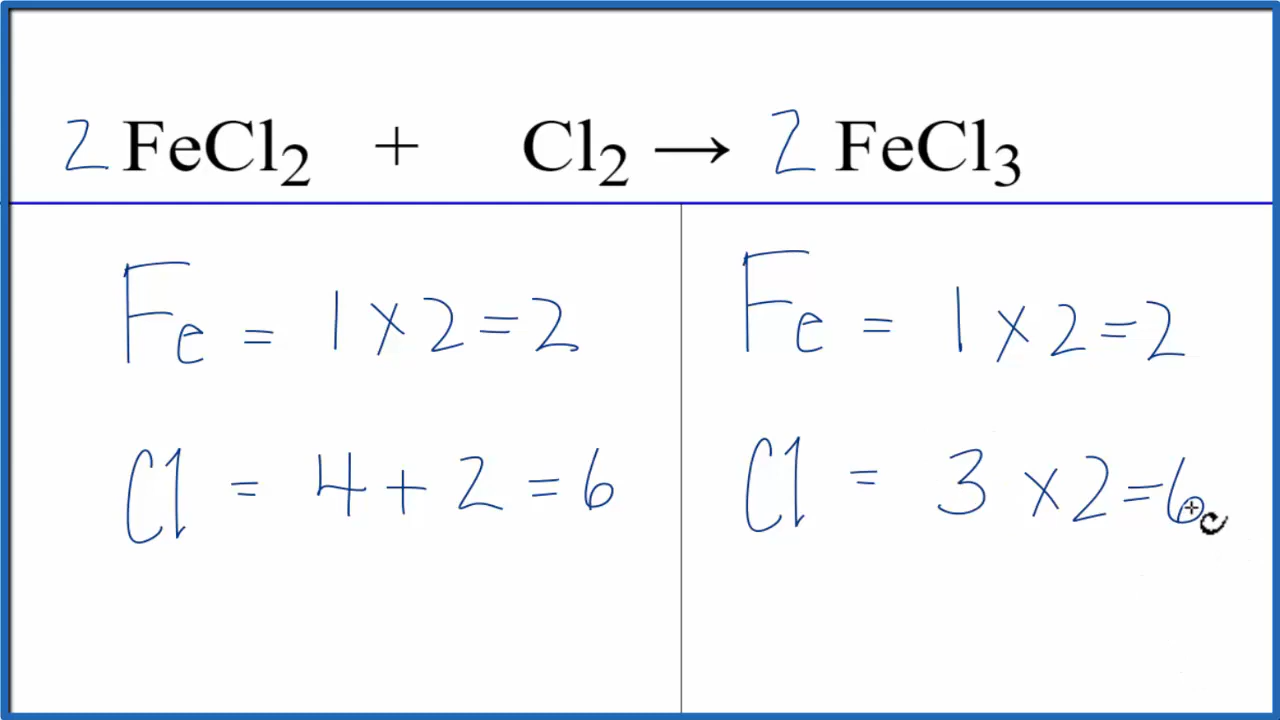 2 FeCl₂ + Cl₂ → 2 FeCl₃
Fe = 1 x 2 = 2
Cl = 4 + 2 = 6
Fe = 1 x 2 = 2
Cl = 3 x 2 = 6